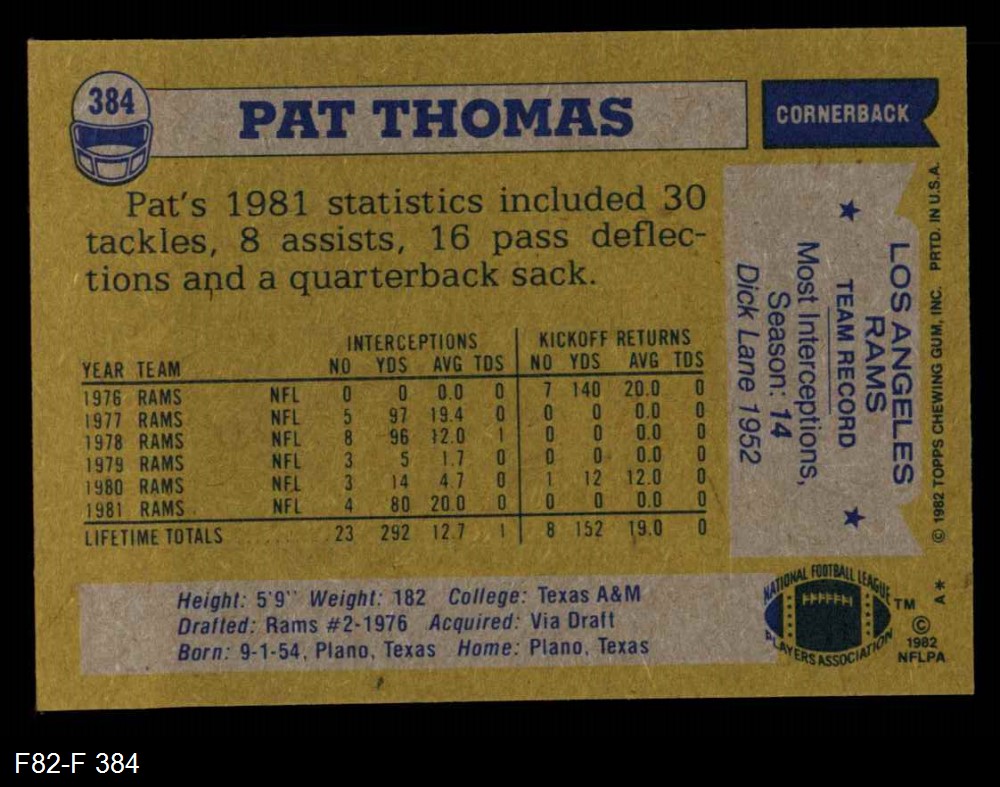 384
PAT THOMAS
CORNERBACK
Pat's 1981 statistics included 30
tackles, 8 assists, 16 pass deflec-
tions and a quarterback sack.
INTERCEPTIONS KICKOFF RETURNS
YEAR TEAM NO YDS AVG TDS NO YDS AVG TDS
1976 RAMS NFL 0 0 0.0 0 7 140 20.0 0
1977 RAMS NFL 5 97 19.4 0 0 0 0.0 0
1978 RAMS NFL 8 96 12.0 1 0 0 0.0 0
1979 RAMS NFL 3 5 1.7 0 0 0 0.0 0
1980 RAMS NFL 3 14 4.7 0 1 12 12.0 0
1981 RAMS NFL 4 80 20.0 0 0 0 0.0 0
LIFETIME TOTALS 23 292 12.7 1 8 152 19.0 0
LOS ANGELES
RAMS
★ TEAM RECORD ★
Most Interceptions,
Season: 14
Dick Lane 1952
© 1982 TOPPS CHEWING GUM, INC. PRTD. IN U.S.A.
A*
Height: 5'9" Weight: 182 College: Texas A&M
Drafted: Rams #2-1976 Acquired: Via Draft
Born: 9-1-54, Plano, Texas Home: Plano, Texas
NATIONAL FOOTBALL LEAGUE
PLAYERS ASSOCIATION
TM
©
1982
NFLPA
F82-F 384